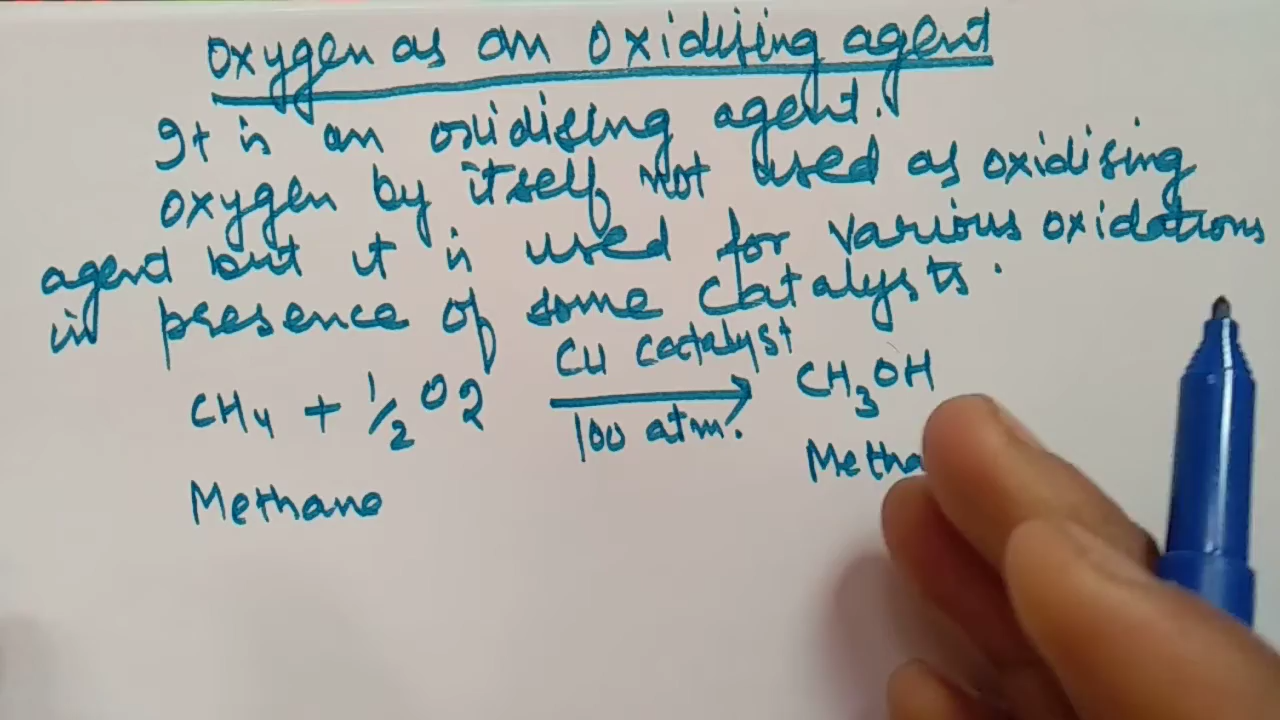 oxygen as an oxidising agent
It is an oxidising agent.
oxygen by itself not used as oxidising
agent but it is used for various oxidations
in presence of some catalysts.
CH4 + 1/2 O2 Cu catalyst 100 atm. → CH3OH
Methane Metha